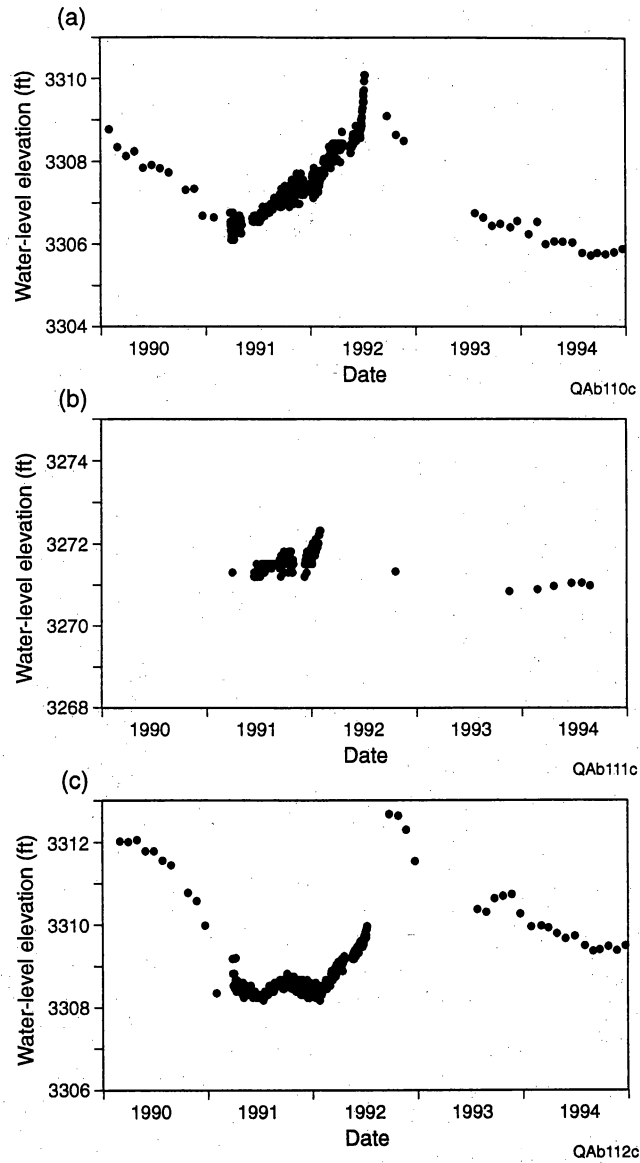 (a)
Water-level elevation (ft)
3310
3308
3306
3304
1990 1991 1992 1993 1994
Date
QAb110c
(b)
Water-level elevation (ft)
3274
3272
3270
3268
1990 1991 1992 1993 1994
Date
QAb111c
(c)
Water-level elevation (ft)
3312
3310
3308
3306
1990 1991 1992 1993 1994
Date
QAb112c